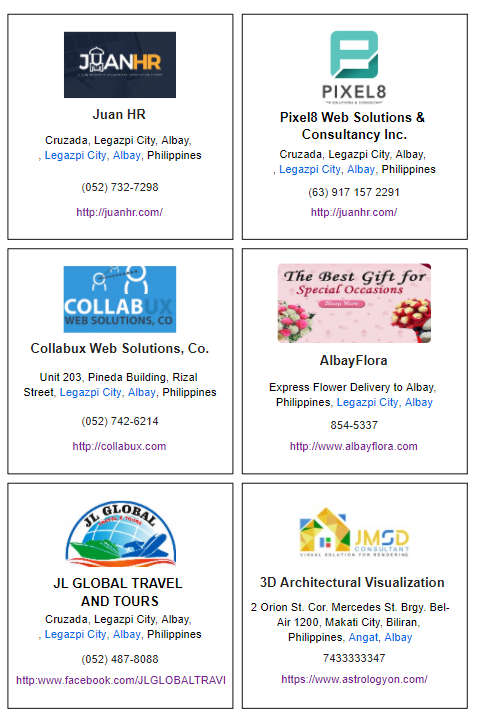 JUANHR
Juan HR
Cruzada, Legazpi City, Albay,
, Legazpi City, Albay, Philippines
(052) 732-7298
http://juanhr.com/
PIXEL8
Pixel8 Web Solutions &
Consultancy Inc.
Cruzada, Legazpi City, Albay,
, Legazpi City, Albay, Philippines
(63) 917 157 2291
http://juanhr.com/
COLLABUX
WEB SOLUTIONS, CO
Collabux Web Solutions, Co.
Unit 203, Pineda Building, Rizal
Street, Legazpi City, Albay, Philippines
(052) 742-6214
http://collabux.com
The Best Gift for
Special Occasions
Shop Now
AlbayFlora
Express Flower Delivery to Albay,
Philippines, Legazpi City, Albay
854-5337
http://www.albayflora.com
JL GLOBAL
TRAVEL & TOURS
JL GLOBAL TRAVEL
AND TOURS
Cruzada, Legazpi City, Albay,
, Legazpi City, Albay, Philippines
(052) 487-8088
http:www.facebook.com/JLGLOBALTRAVI
JMSD
CONSULTANT
VISUAL SOLUTION FOR RENDERING
3D Architectural Visualization
2 Orion St. Cor. Mercedes St. Brgy. Bel-
Air 1200, Makati City, Biliran,
Philippines, Angat, Albay
7433333347
https://www.astrologyon.com/